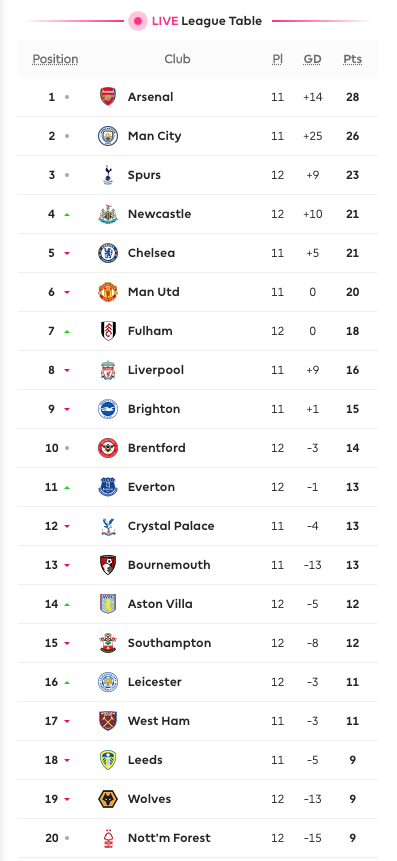 LIVE League Table
Position Club Pl GD Pts
1 Arsenal 11 +14 28
2 Man City 11 +25 26
3 Spurs 12 +9 23
4 Newcastle 12 +10 21
5 Chelsea 11 +5 21
6 Man Utd 11 0 20
7 Fulham 12 0 18
8 Liverpool 11 +9 16
9 Brighton 11 +1 15
10 Brentford 12 -3 14
11 Everton 12 -1 13
12 Crystal Palace 11 -4 13
13 Bournemouth 11 -13 13
14 Aston Villa 12 -5 12
15 Southampton 12 -8 12
16 Leicester 12 -3 11
17 West Ham 11 -3 11
18 Leeds 11 -5 9
19 Wolves 12 -13 9
20 Nott'm Forest 12 -15 9